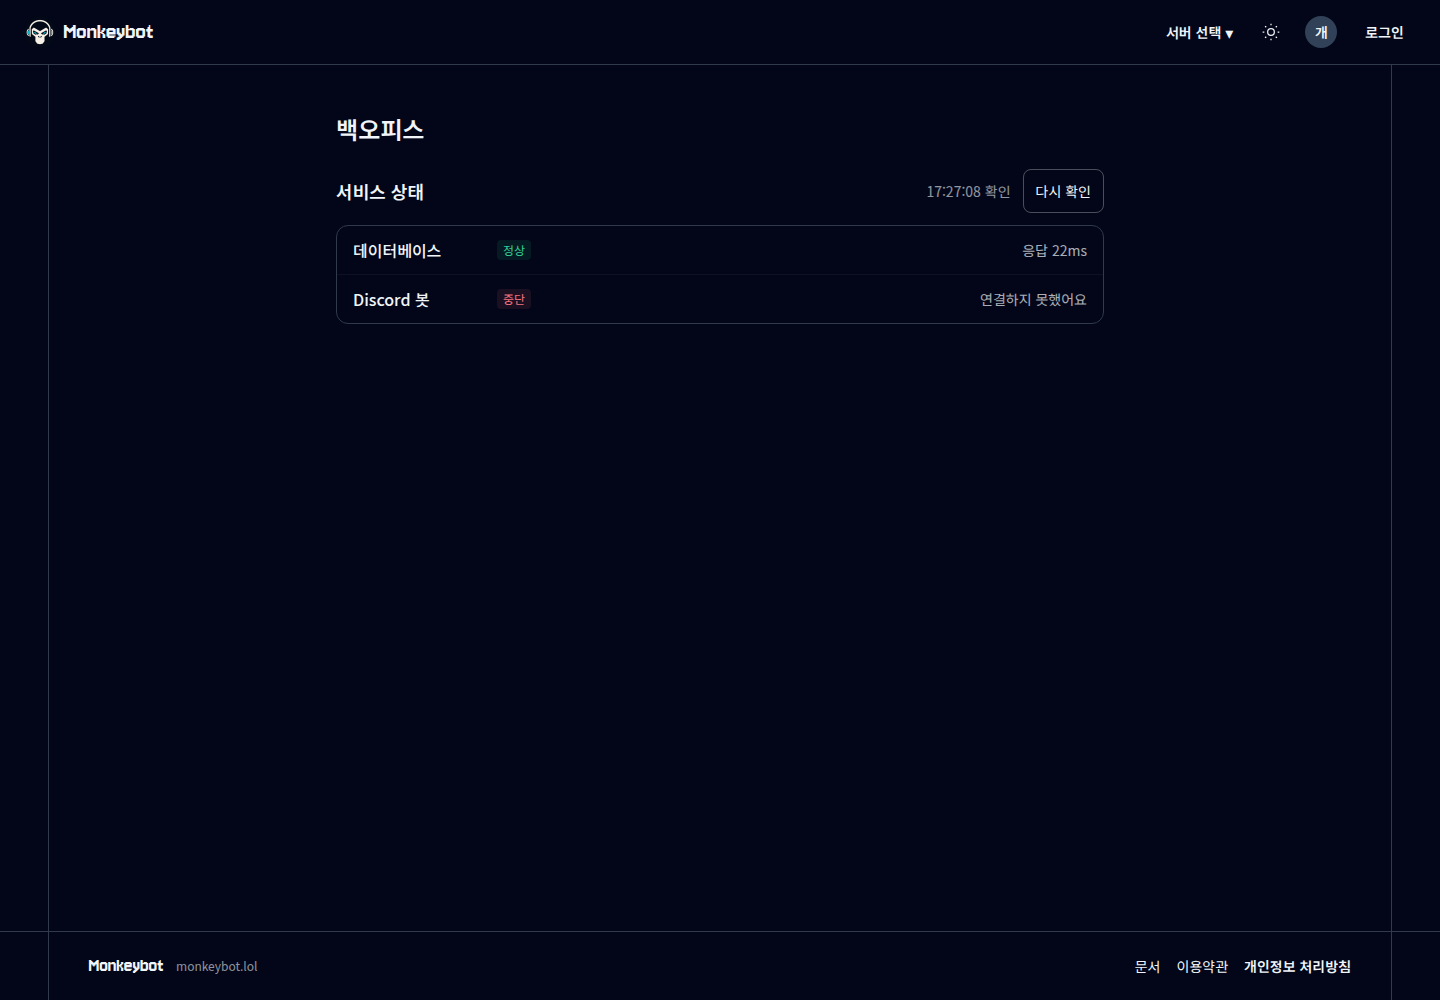 Monkeybot
서버 선택 ▾
개
로그인
백오피스
서비스 상태
17:27:08 확인
다시 확인
데이터베이스
정상
응답 22ms
Discord 봇
중단
연결하지 못했어요
Monkeybot
monkeybot.lol
문서
이용약관
개인정보 처리방침